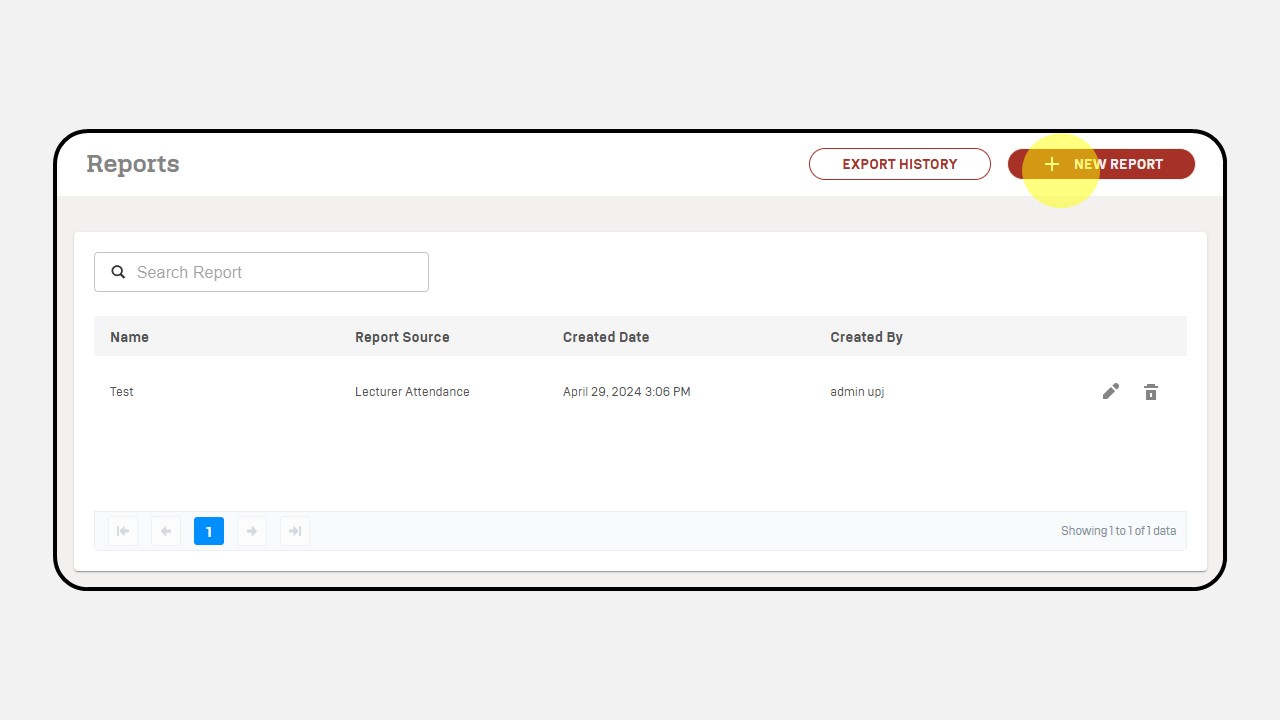 Reports
EXPORT HISTORY
NEW REPORT
Search Report
Name Report Source Created Date Created By
Test Lecturer Attendance April 29, 2024 3:06 PM admin upj
1
Showing 1 to 1 of 1 data